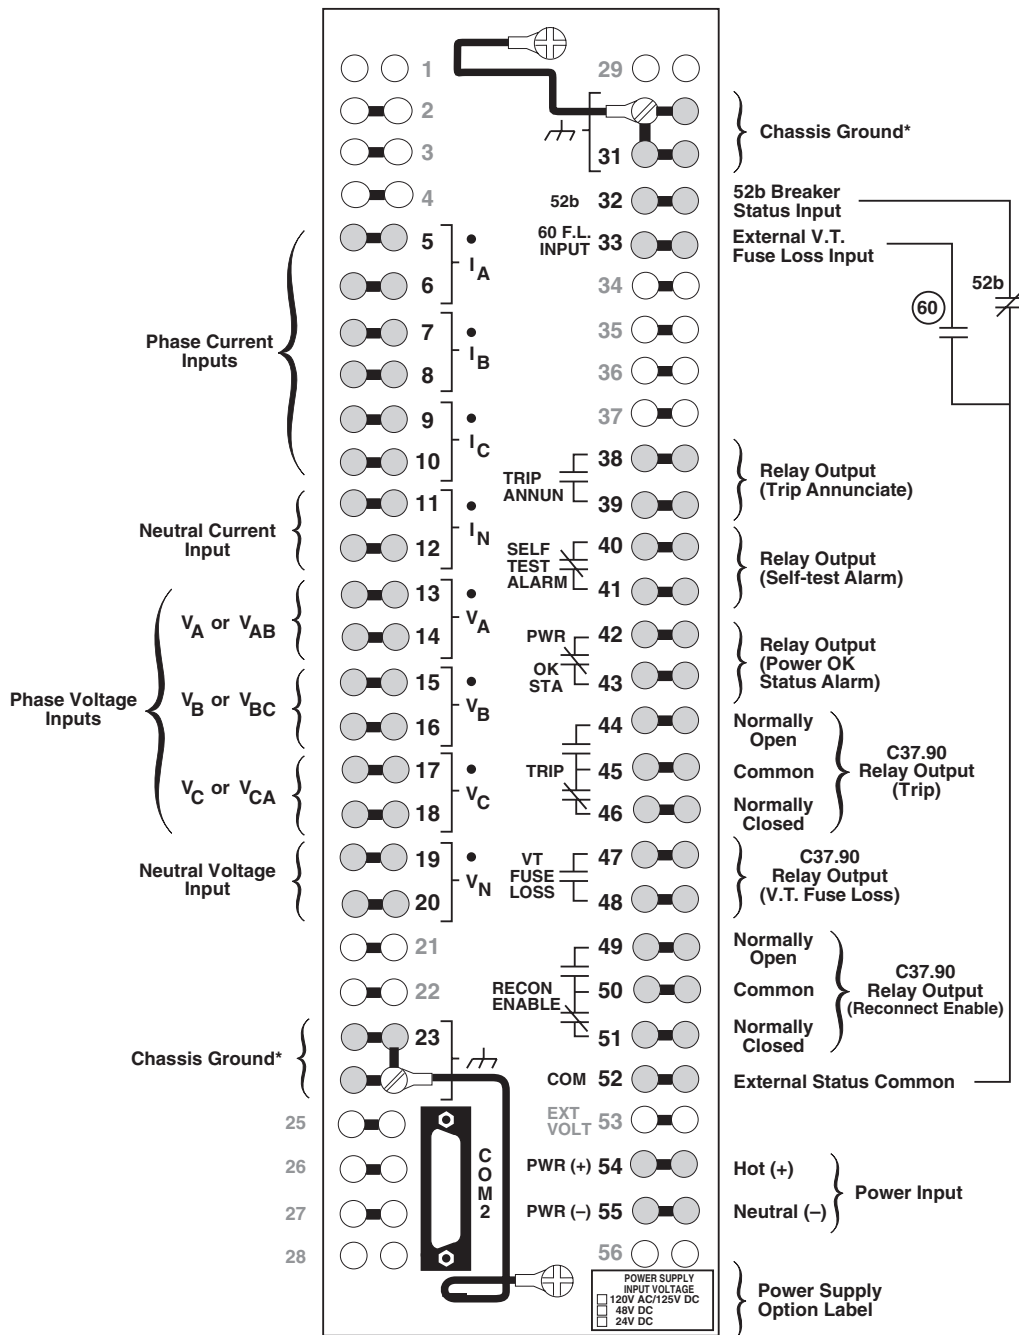 1
2
3
4
5
6
7
8
9
10
11
12
13
14
15
16
17
18
19
20
21
22
23
25
26
27
28
I A
I B
I C
I N
V A
V B
V C
V N
Phase Current
Inputs
Neutral Current
Input
Phase Voltage
Inputs
V A or V AB
V B or V BC
V C or V CA
Neutral Voltage
Input
Chassis Ground*
C
O
M
2
29
31
52b 32
60 F.L.
INPUT 33
34
35
36
37
TRIP
ANNUN
38
39
SELF
TEST
ALARM
40
41
PWR
OK
STA
42
43
TRIP
44
45
46
VT
FUSE
LOSS
47
48
RECON
ENABLE
49
50
51
COM 52
EXT
VOLT 53
PWR (+) 54
PWR (–) 55
56
POWER SUPPLY
INPUT VOLTAGE
120V AC/125V DC
48V DC
24V DC
Chassis Ground*
52b Breaker
Status Input
External V.T.
Fuse Loss Input
60
52b
Relay Output
(Trip Annunciate)
Relay Output
(Self-test Alarm)
Relay Output
(Power OK
Status Alarm)
Normally
Open
Common
Normally
Closed
C37.90
Relay Output
(Trip)
C37.90
Relay Output
(V.T. Fuse Loss)
Normally
Open
Common
Normally
Closed
C37.90
Relay Output
(Reconnect Enable)
External Status Common
Hot (+)
Neutral (–)
Power Input
Power Supply
Option Label